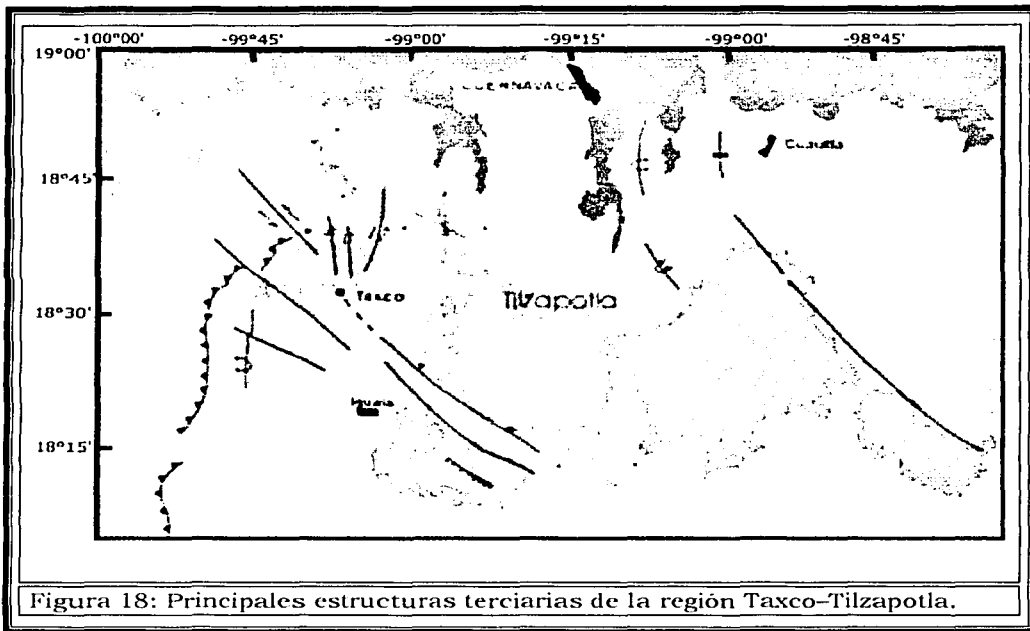 -100°00' -99°45' -99°00' -99°15' -99°00' -98°45'
19°00'
CUERNAVACA
Cuautla
18°45'
TAXCO
Tilzapotla
18°30'
Iguala
18°15'
Figura 18: Principales estructuras terciarias de la región Taxco–Tilzapotla.